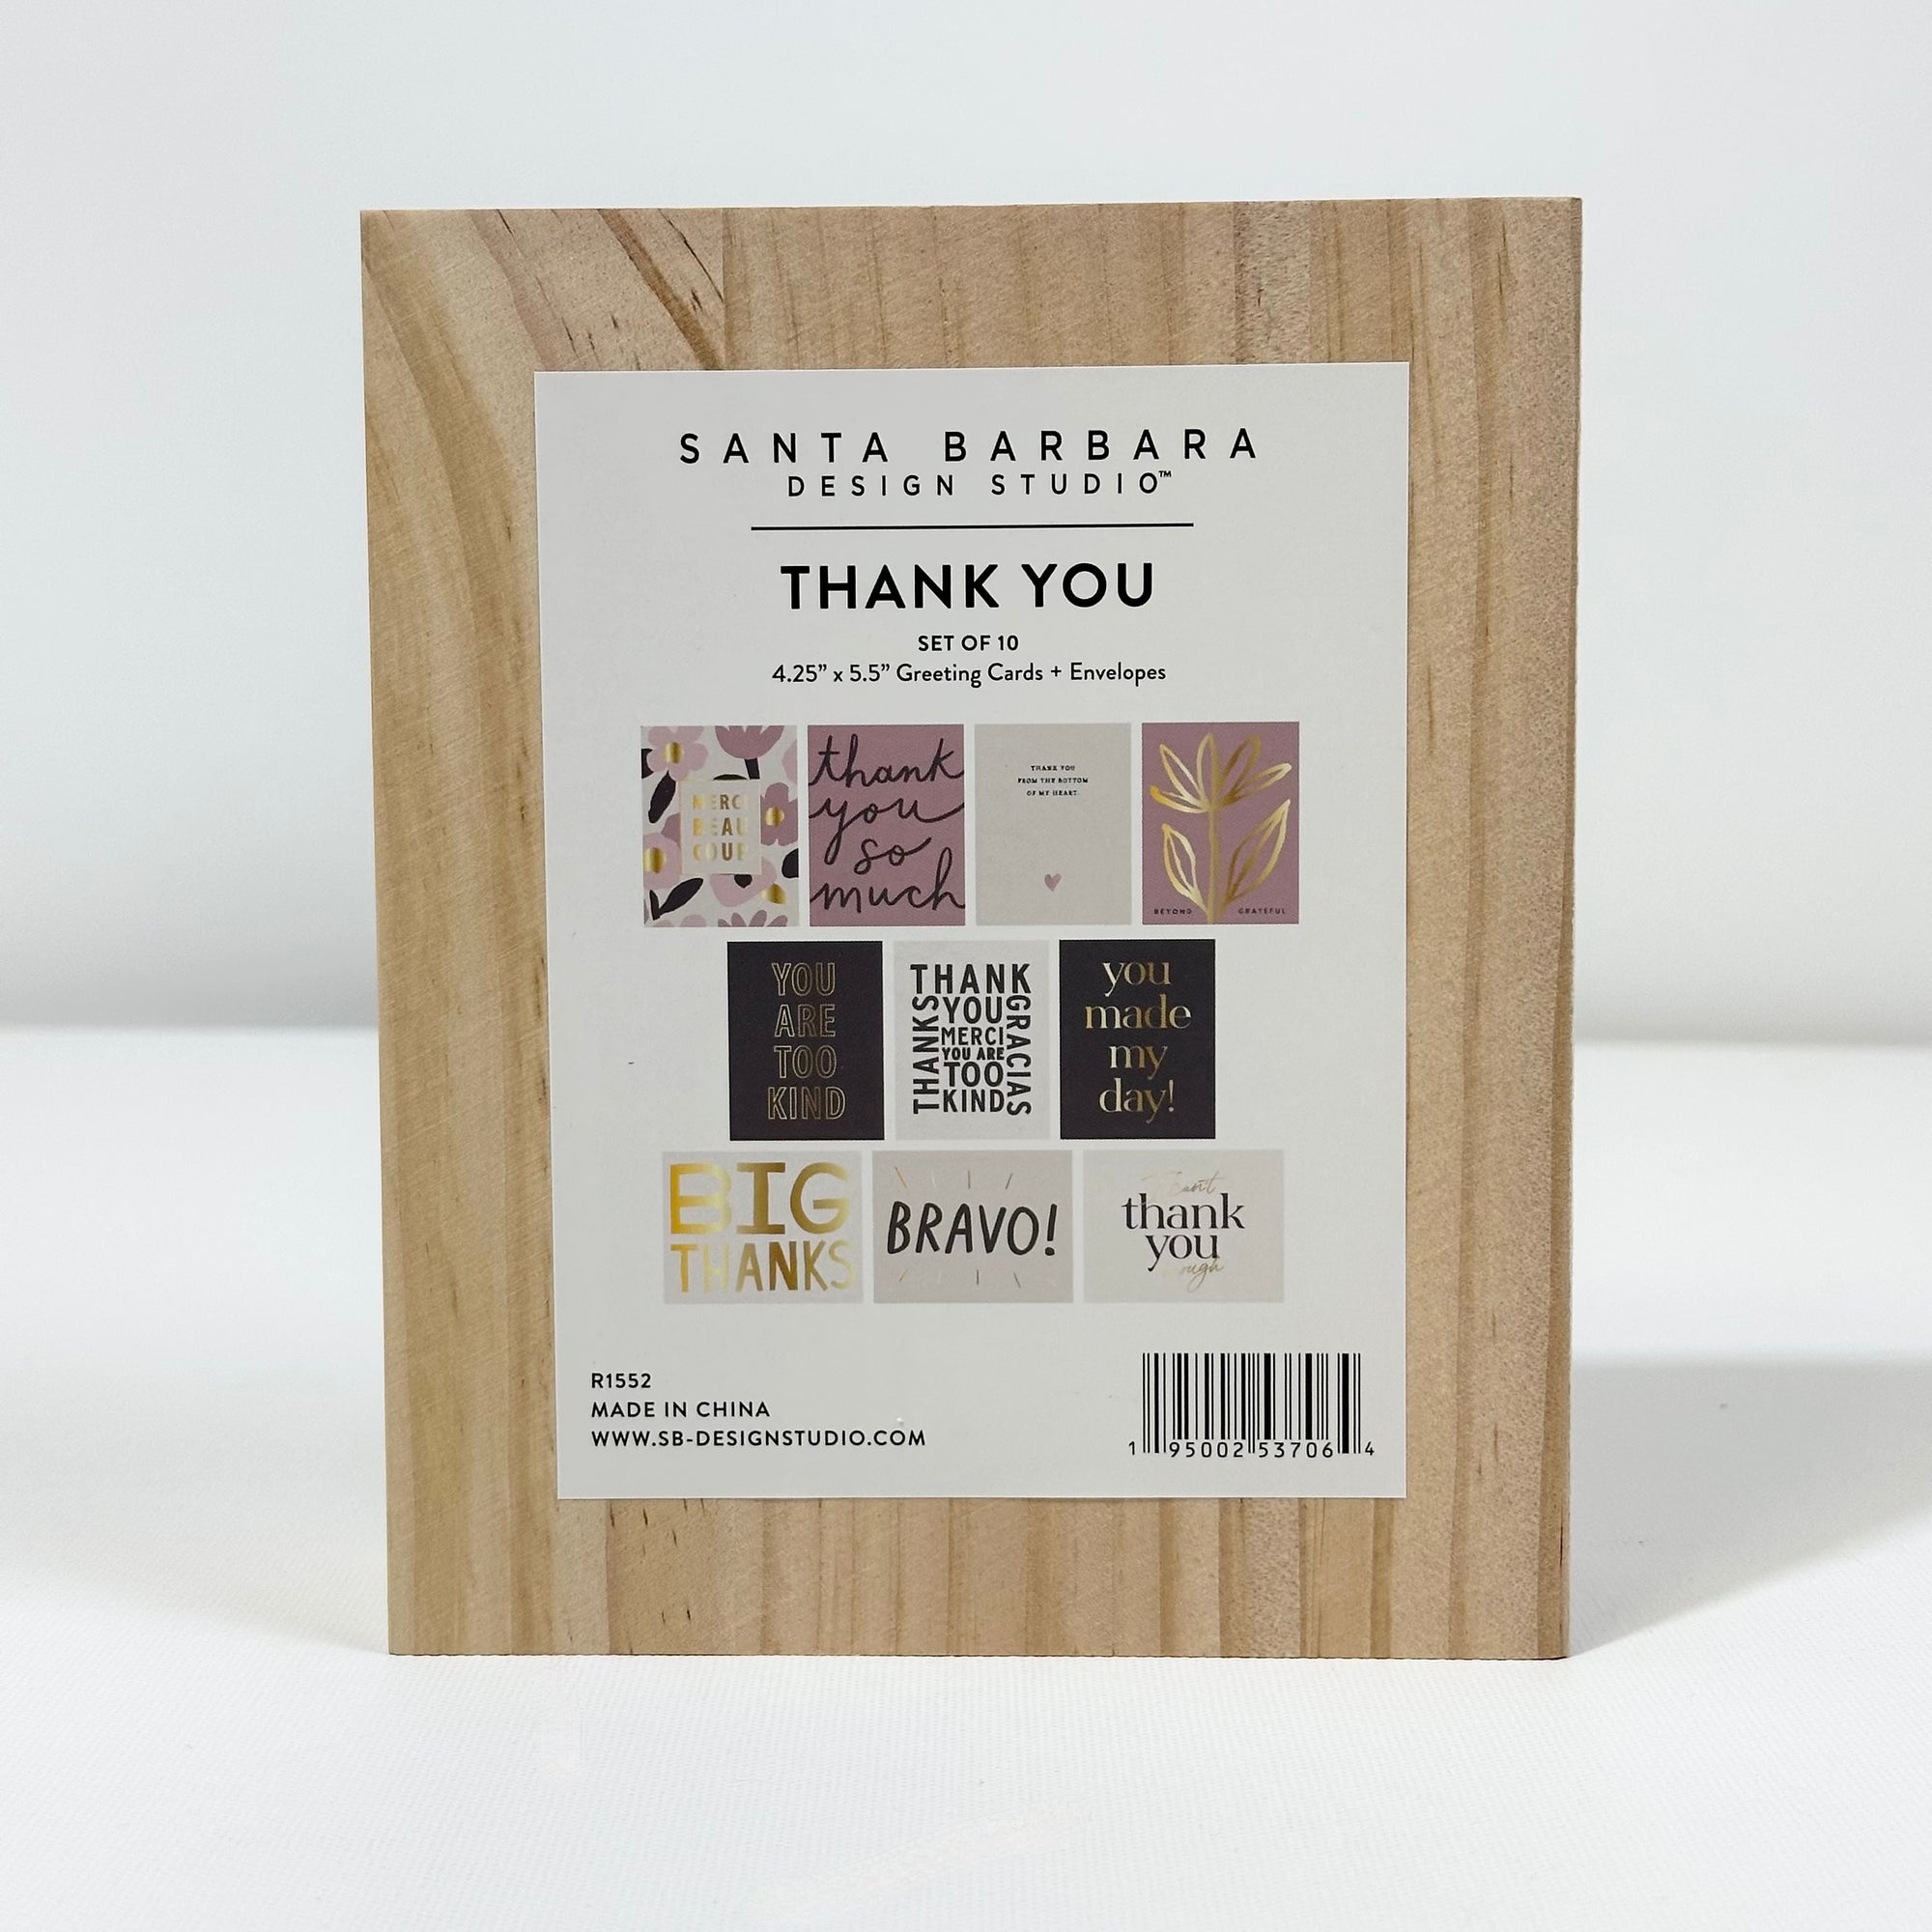 SANTA BARBARA
DESIGN STUDIO™
THANK YOU
SET OF 10
4.25” x 5.5” Greeting Cards + Envelopes
MERCI
BEAU
COUP
thank
you
so
much
THANK YOU
FROM THE BOTTOM
OF MY HEART.
BEYOND GRATEFUL
YOU
ARE
TOO
KIND
THANK
YOU
MERCI
YOU ARE
TOO
KIND
THANKS
GRACIAS
you
made
my
day!
BIG
THANKS
BRAVO!
can't
thank
you
R1552
MADE IN CHINA
WWW.SB-DESIGNSTUDIO.COM
1 95002 53706 4